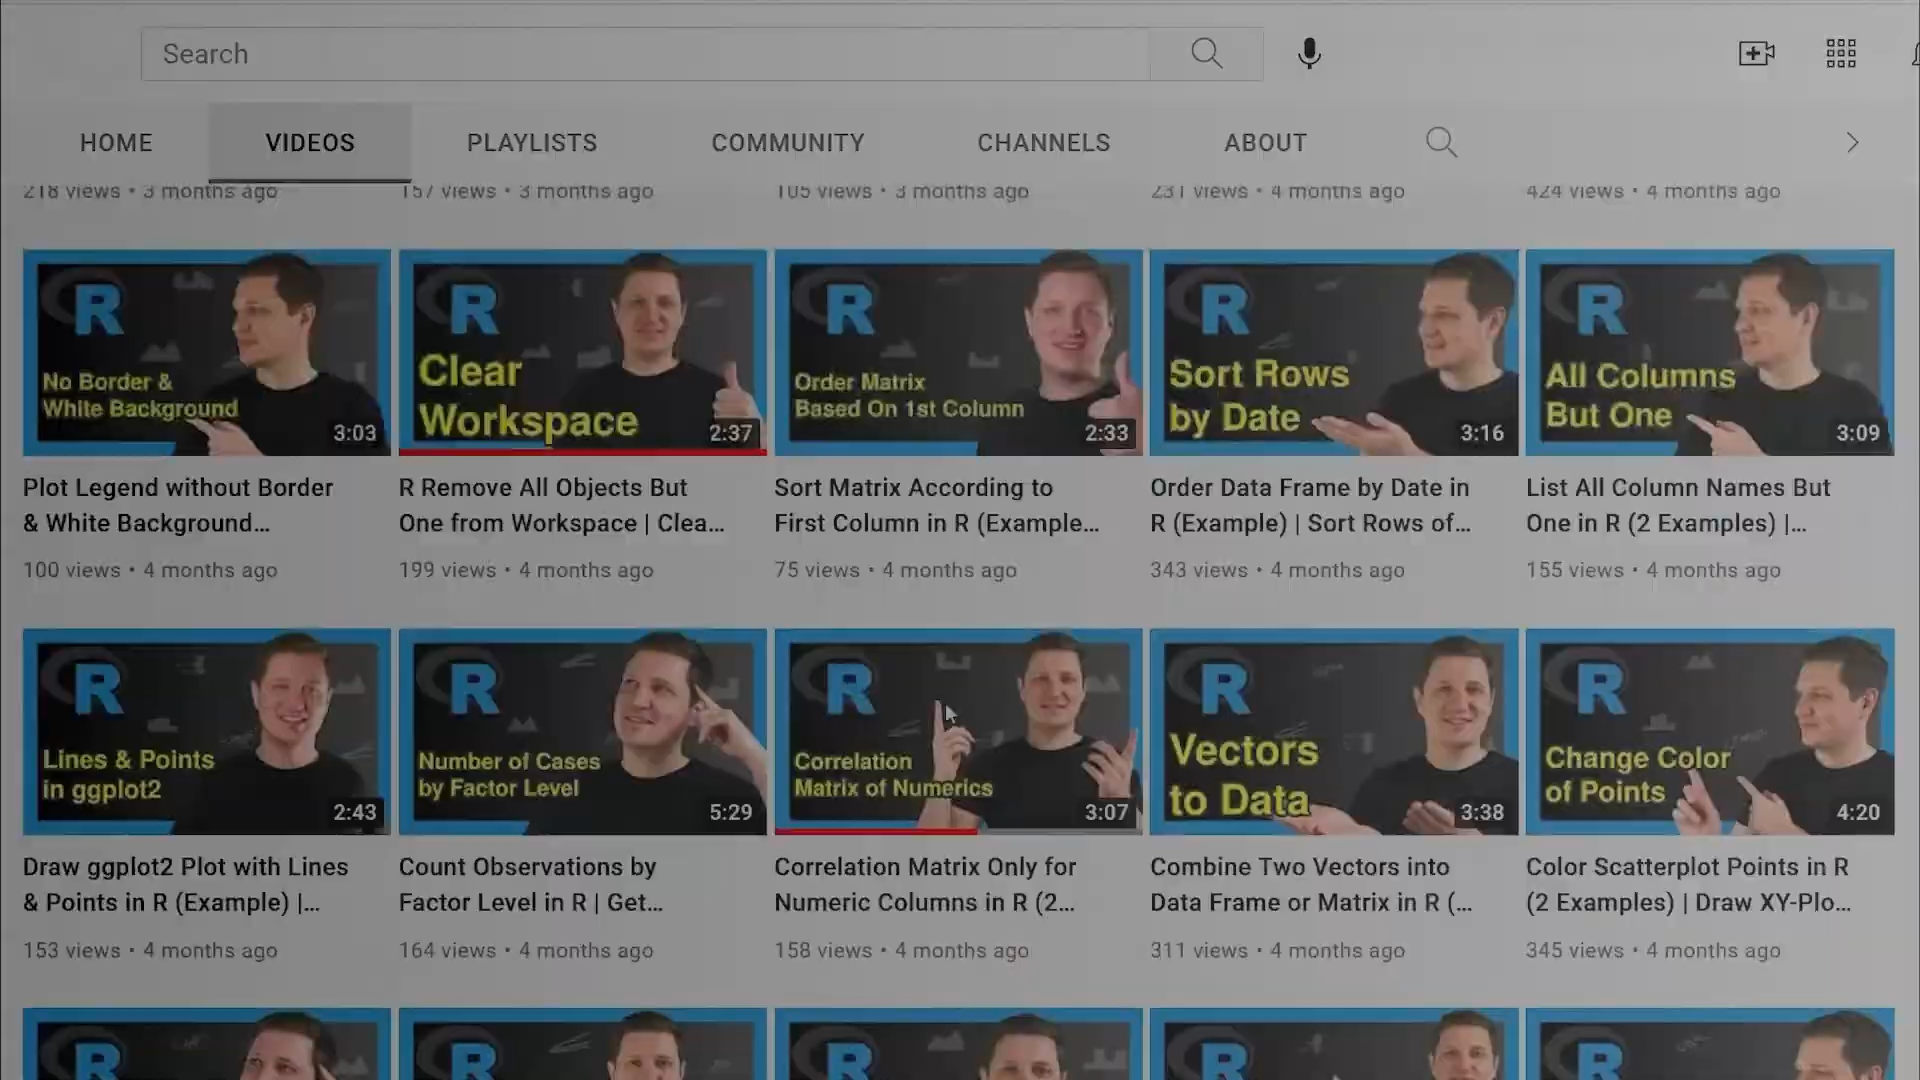 Search
HOME VIDEOS PLAYLISTS COMMUNITY CHANNELS ABOUT
218 views • 3 months ago 157 views • 3 months ago 105 views • 3 months ago 231 views • 4 months ago 424 views • 4 months ago
R
No Border &
White Background
3:03
R
Clear
Workspace
2:37
R
Order Matrix
Based On 1st Column
2:33
R
Sort Rows
by Date
3:16
R
All Columns
But One
3:09
Plot Legend without Border
& White Background...
100 views • 4 months ago
R Remove All Objects But
One from Workspace | Clea...
199 views • 4 months ago
Sort Matrix According to
First Column in R (Example...
75 views • 4 months ago
Order Data Frame by Date in
R (Example) | Sort Rows of...
343 views • 4 months ago
List All Column Names But
One in R (2 Examples) |...
155 views • 4 months ago
R
Lines & Points
in ggplot2
2:43
R
Number of Cases
by Factor Level
5:29
R
Correlation
Matrix of Numerics
3:07
R
Vectors
to Data
3:38
R
Change Color
of Points
4:20
Draw ggplot2 Plot with Lines
& Points in R (Example) |...
153 views • 4 months ago
Count Observations by
Factor Level in R | Get...
164 views • 4 months ago
Correlation Matrix Only for
Numeric Columns in R (2...
158 views • 4 months ago
Combine Two Vectors into
Data Frame or Matrix in R (...
311 views • 4 months ago
Color Scatterplot Points in R
(2 Examples) | Draw XY-Plo...
345 views • 4 months ago
R
R
R
R
R